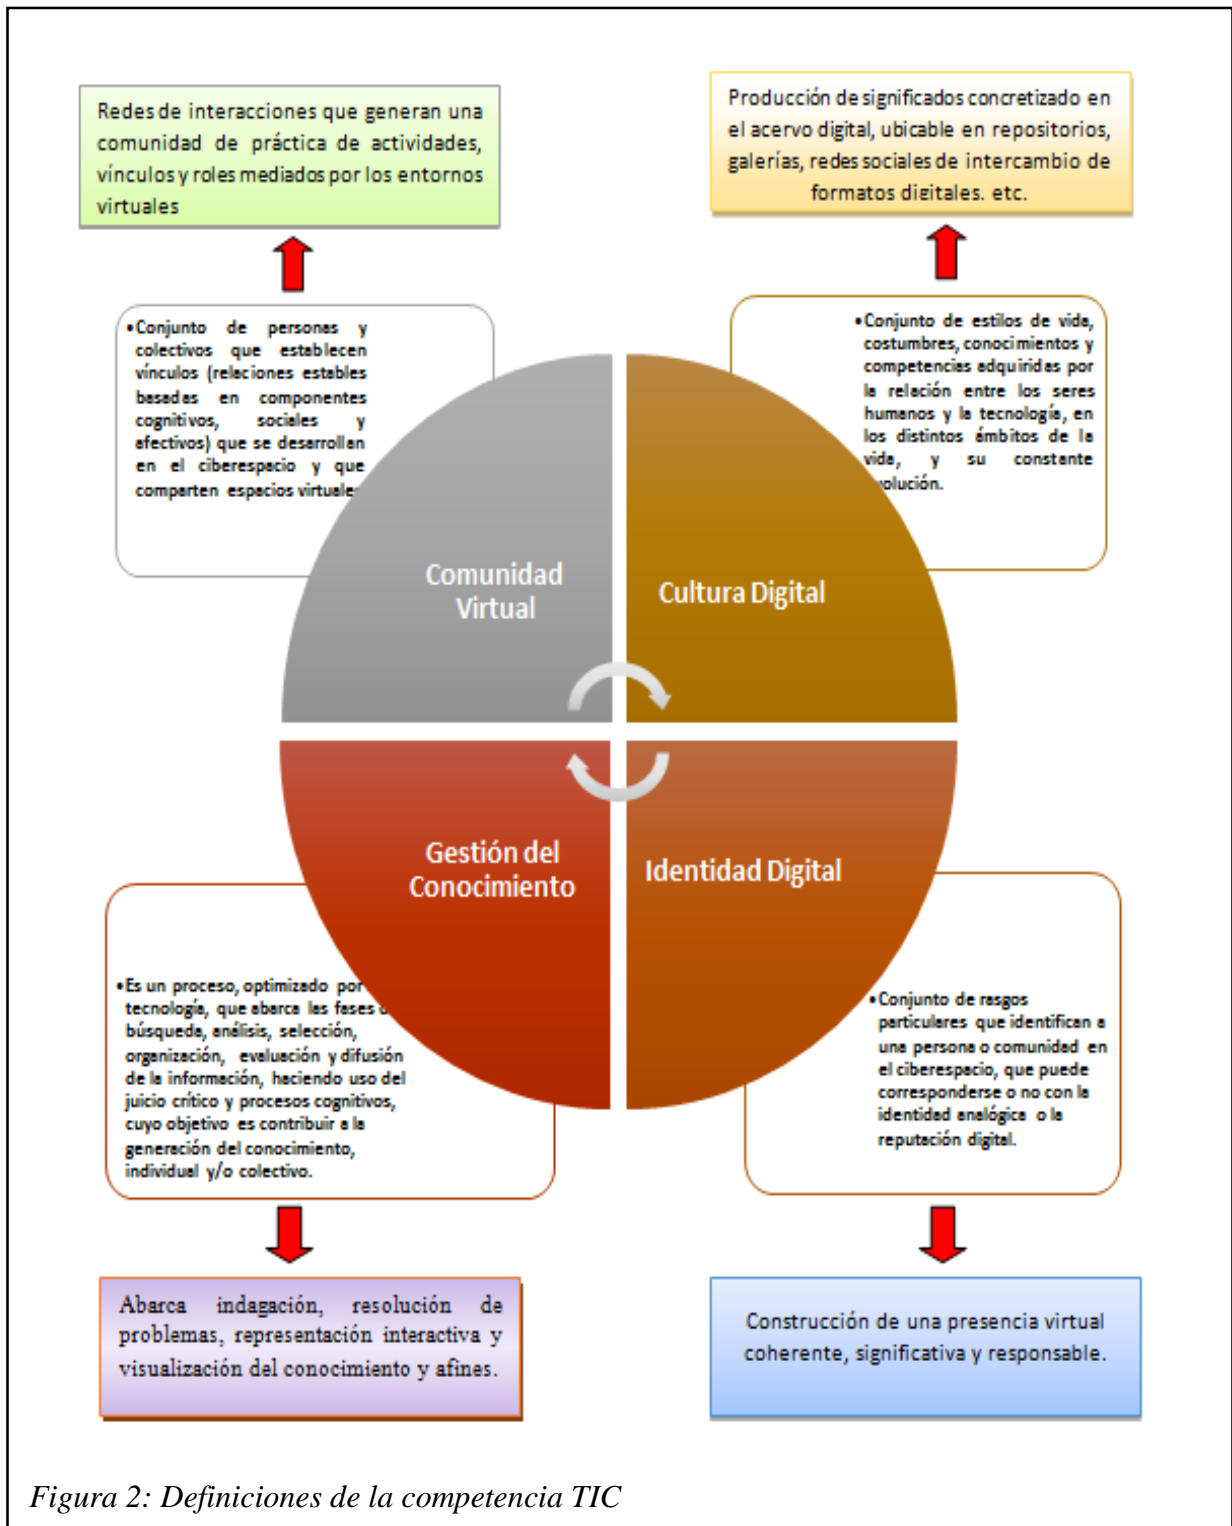 Redes de interacciones que generan una
comunidad de práctica de actividades,
vínculos y roles mediados por los entornos
virtuales
Producción de significados concretizado en
el acervo digital, ubicable en repositorios,
galerías, redes sociales de intercambio de
formatos digitales. etc.
•Conjunto de personas y
colectivos que establecen
vínculos (relaciones estables
basadas en componentes
cognitivos, sociales y
afectivos) que se desarrollan
en el ciberespacio y que
comparten espacios virtuales
•Conjunto de estilos de vida,
costumbres, conocimientos y
competencias adquiridas por
la relación entre los seres
humanos y la tecnología, en
los distintos ámbitos de la
vida, y su constante
volución.
Comunidad
Virtual
Cultura Digital
Gestión del
Conocimiento
Identidad Digital
•Es un proceso, optimizado por
tecnología, que abarca las fases
búsqueda, análisis, selección,
organización, evaluación y difusión
de la información, haciendo uso del
juicio crítico y procesos cognitivos,
cuyo objetivo es contribuir a la
generación del conocimiento,
individual y/o colectivo.
•Conjunto de rasgos
particulares que identifican a
una persona o comunidad en
el ciberespacio, que puede
corresponderse o no con la
identidad analógica o la
reputación digital.
Abarca indagación, resolución de
problemas, representación interactiva y
visualización del conocimiento y afines.
Construcción de una presencia virtual
coherente, significativa y responsable.
Figura 2: Definiciones de la competencia TIC